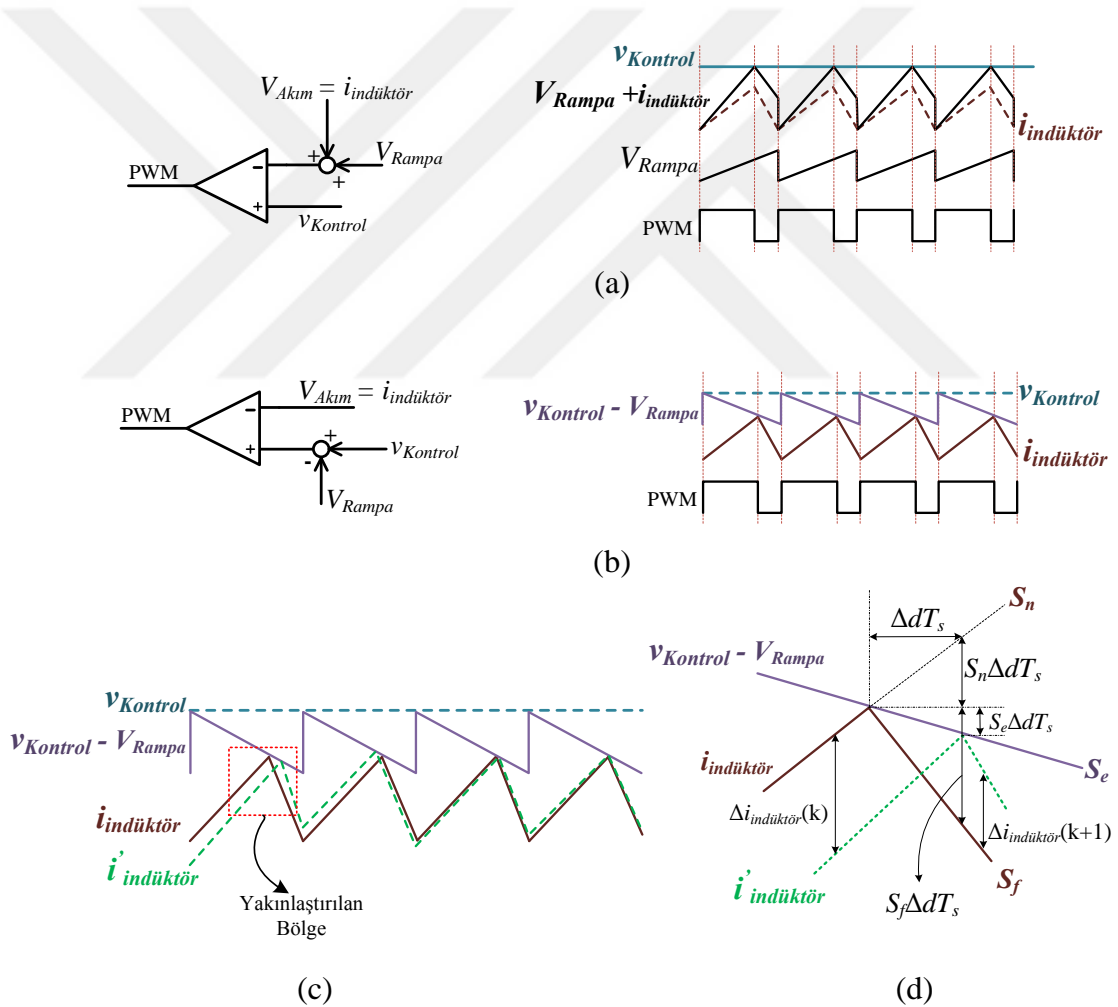 V_Akım = i_indüktör
V_Rampa
+
+
-
+
PWM
v_Kontrol
v_Kontrol
V_Rampa + i_indüktör
i_indüktör
V_Rampa
PWM
(a)
V_Akım = i_indüktör
PWM
-
+
+
-
v_Kontrol
V_Rampa
v_Kontrol
v_Kontrol - V_Rampa
i_indüktör
PWM
(b)
v_Kontrol
v_Kontrol - V_Rampa
i_indüktör
i'_indüktör
Yakınlaştırılan
Bölge
(c)
S_n
ΔdT_s
v_Kontrol - V_Rampa
S_nΔdT_s
S_eΔdT_s
i_indüktör
S_e
Δi_indüktör(k)
Δi_indüktör(k+1)
S_f
i'_indüktör
S_fΔdT_s
(d)